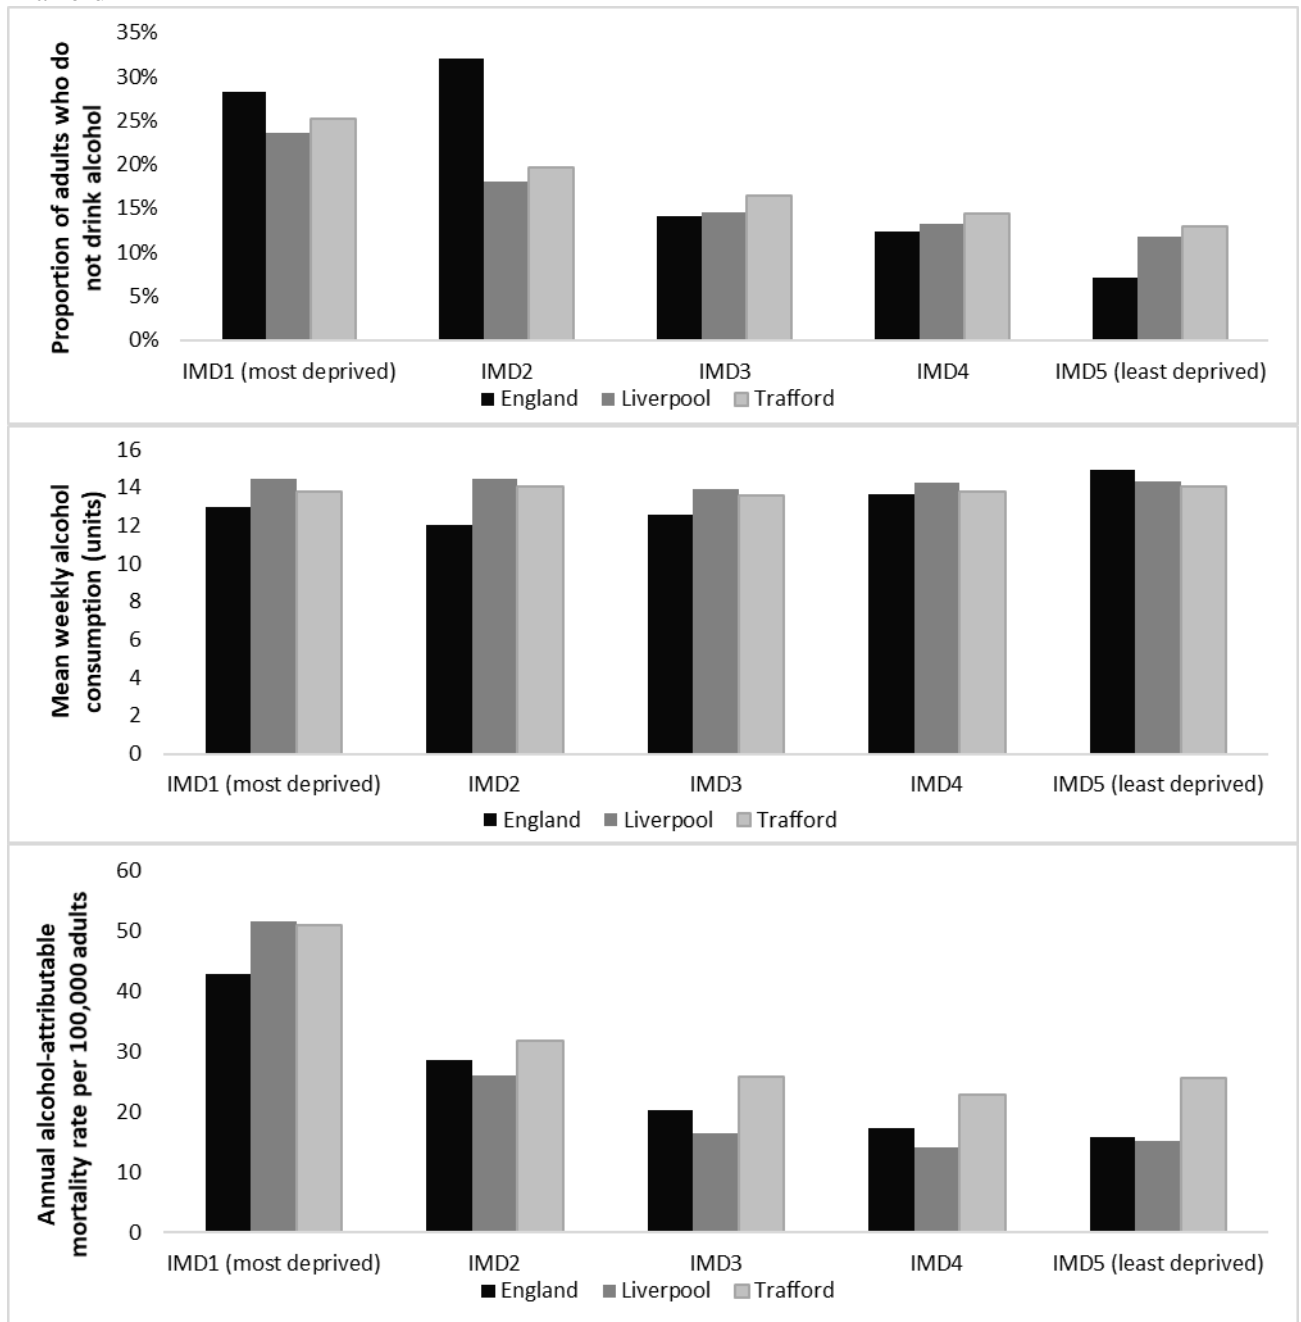 Proportion of adults who do
not drink alcohol
35%
30%
25%
20%
15%
10%
5%
0%
IMD1 (most deprived) IMD2 IMD3 IMD4 IMD5 (least deprived)
England Liverpool Trafford
Mean weekly alcohol
consumption (units)
16
14
12
10
8
6
4
2
0
IMD1 (most deprived) IMD2 IMD3 IMD4 IMD5 (least deprived)
England Liverpool Trafford
Annual alcohol-attributable
mortality rate per 100,000 adults
60
50
40
30
20
10
0
IMD1 (most deprived) IMD2 IMD3 IMD4 IMD5 (least deprived)
England Liverpool Trafford